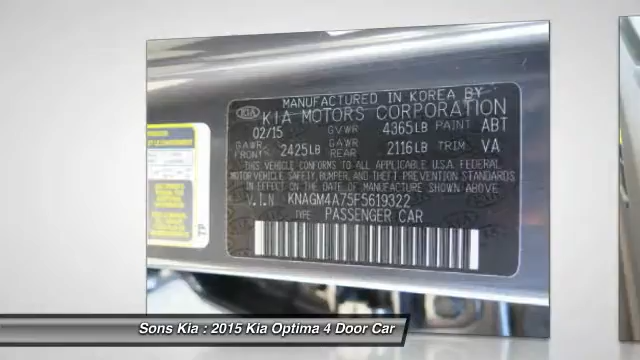 MANUFACTURED IN KOREA BY
KIA KIA MOTORS CORPORATION
02/15 GVWR 4365LB PAINT ABT
GAWR FRONT 2425LB GAWR REAR 2116LB TRIM VA
THIS VEHICLE CONFORMS TO ALL APPLICABLE U.S.A. FEDERAL
MOTOR VEHICLE SAFETY, BUMPER, AND THEFT PREVENTION STANDARDS
IN EFFECT ON THE DATE OF MANUFACTURE SHOWN ABOVE
V.I.N KNAGM4A75F5619322
TYPE PASSENGER CAR
Sons Kia : 2015 Kia Optima 4 Door Car